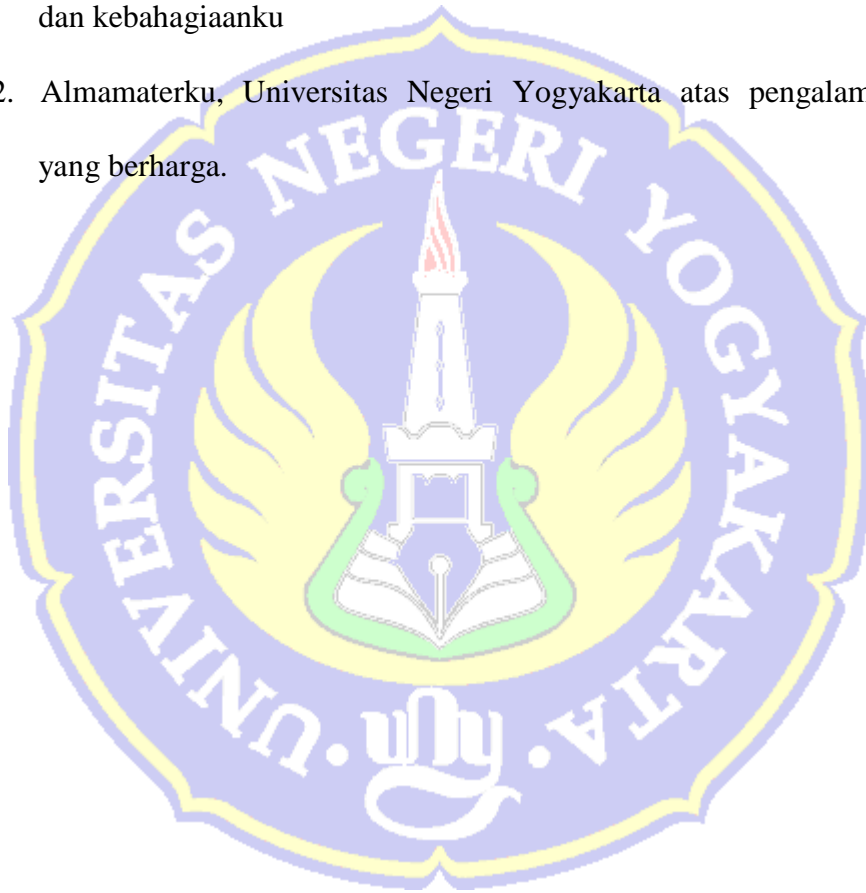 dan kebahagiaanku
2. Almamaterku, Universitas Negeri Yogyakarta atas pengalam
yang berharga.
UNIVERSITAS NEGERI YOGYAKARTA
uny